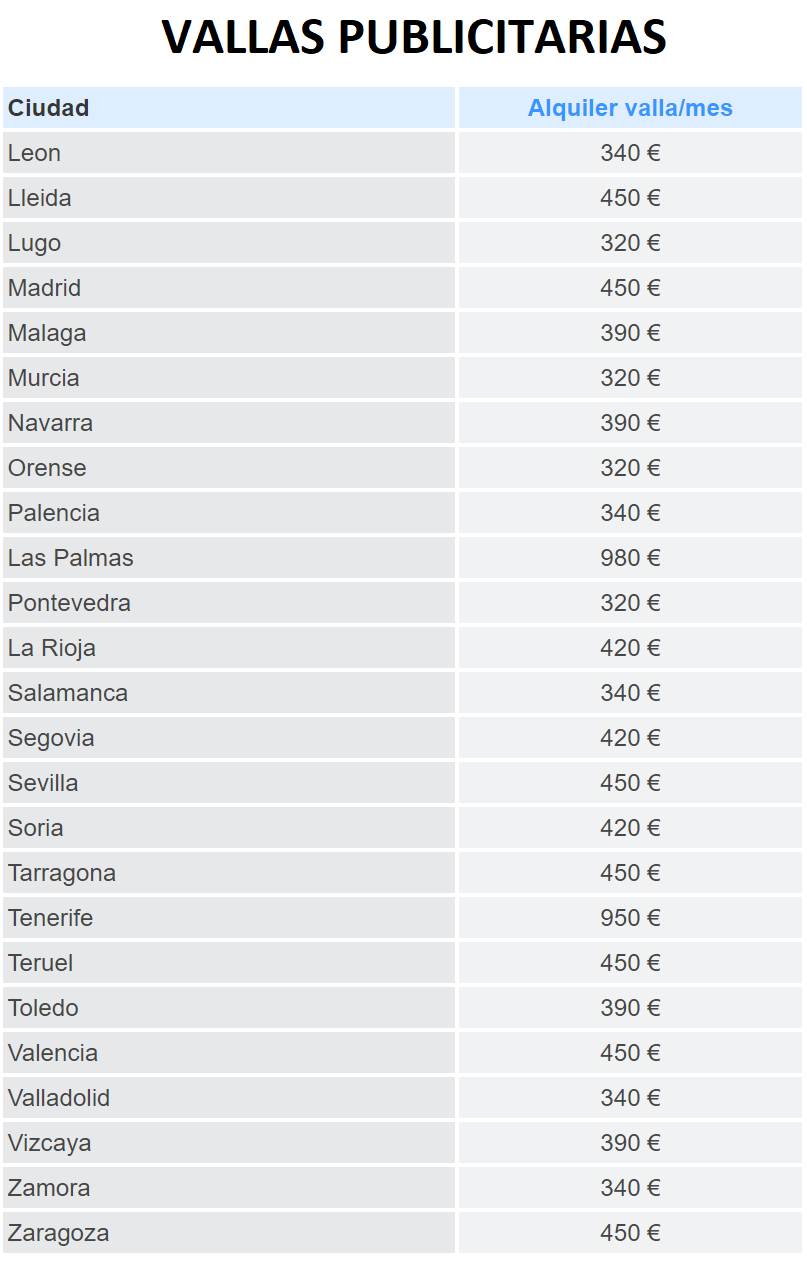 VALLAS PUBLICITARIAS
Ciudad Alquiler valla/mes
Leon 340 €
Lleida 450 €
Lugo 320 €
Madrid 450 €
Malaga 390 €
Murcia 320 €
Navarra 390 €
Orense 320 €
Palencia 340 €
Las Palmas 980 €
Pontevedra 320 €
La Rioja 420 €
Salamanca 340 €
Segovia 420 €
Sevilla 450 €
Soria 420 €
Tarragona 450 €
Tenerife 950 €
Teruel 450 €
Toledo 390 €
Valencia 450 €
Valladolid 340 €
Vizcaya 390 €
Zamora 340 €
Zaragoza 450 €